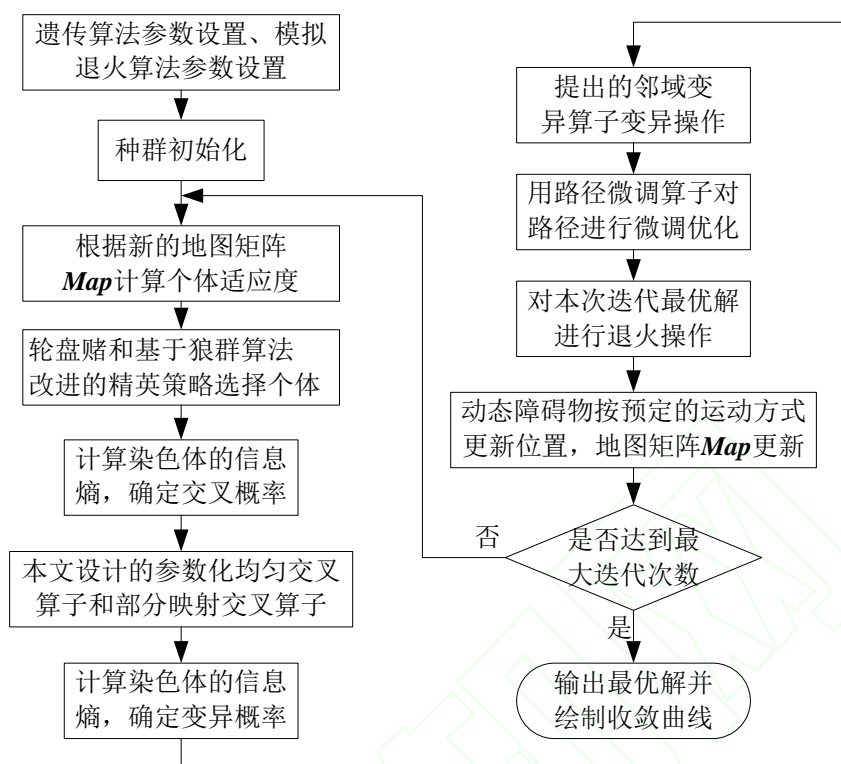 遗传算法参数设置、模拟
退火算法参数设置
种群初始化
根据新的地图矩阵
Map计算个体适应度
轮盘赌和基于狼群算法
改进的精英策略选择个体
计算染色体的信息
熵，确定交叉概率
本文设计的参数化均匀交叉
算子和部分映射交叉算子
计算染色体的信息
熵，确定变异概率
提出的邻域变
异算子变异操作
用路径微调算子对
路径进行微调优化
对本次迭代最优解
进行退火操作
动态障碍物按预定的运动方式
更新位置，地图矩阵Map更新
否
是否达到最
大迭代次数
是
输出最优解并
绘制收敛曲线